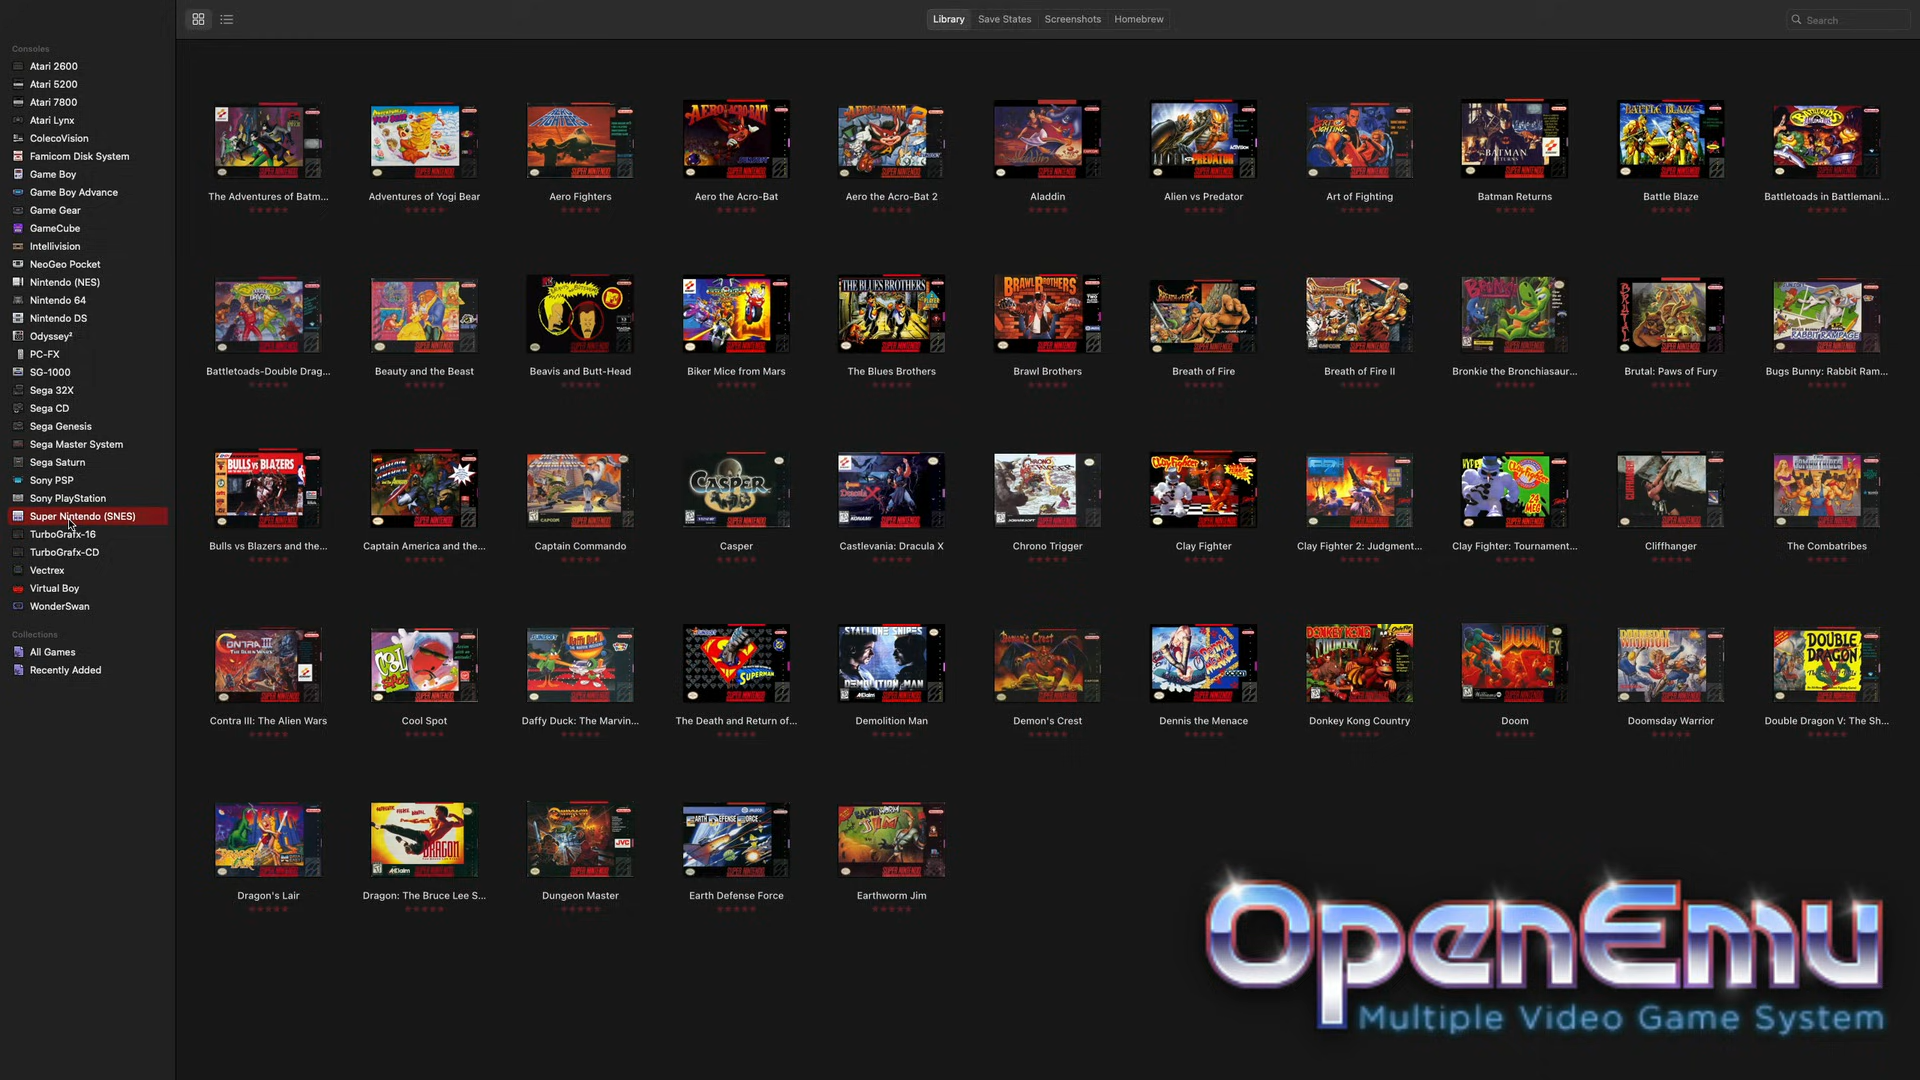 Library
Save States
Screenshots
Homebrew
Search
Consoles
Atari 2600
Atari 5200
Atari 7800
Atari Lynx
ColecoVision
Famicom Disk System
Game Boy
Game Boy Advance
Game Gear
GameCube
Intellivision
NeoGeo Pocket
Nintendo (NES)
Nintendo 64
Nintendo DS
Odyssey²
PC-FX
SG-1000
Sega 32X
Sega CD
Sega Genesis
Sega Master System
Sega Saturn
Sony PSP
Sony PlayStation
Super Nintendo (SNES)
TurboGrafx-16
TurboGrafx-CD
Vectrex
Virtual Boy
WonderSwan
Collections
All Games
Recently Added
The Adventures of Batm...
Adventures of Yogi Bear
Aero Fighters
Aero the Acro-Bat
Aero the Acro-Bat 2
Aladdin
Alien vs Predator
Art of Fighting
Batman Returns
Battle Blaze
Battletoads in Battlemani...
Battletoads-Double Drag...
Beauty and the Beast
Beavis and Butt-Head
Biker Mice from Mars
The Blues Brothers
Brawl Brothers
Breath of Fire
Breath of Fire II
Bronkie the Bronchiasaur...
Brutal: Paws of Fury
Bugs Bunny: Rabbit Ram...
Bulls vs Blazers and the...
Captain America and the...
Captain Commando
Casper
Castlevania: Dracula X
Chrono Trigger
Clay Fighter
Clay Fighter 2: Judgment...
Clay Fighter: Tournament...
Cliffhanger
The Combatribes
Contra III: The Alien Wars
Cool Spot
Daffy Duck: The Marvin...
The Death and Return of...
Demolition Man
Demon's Crest
Dennis the Menace
Donkey Kong Country
Doom
Doomsday Warrior
Double Dragon V: The Sh...
Dragon's Lair
Dragon: The Bruce Lee S...
Dungeon Master
Earth Defense Force
Earthworm Jim
OpenEmu
Multiple Video Game System